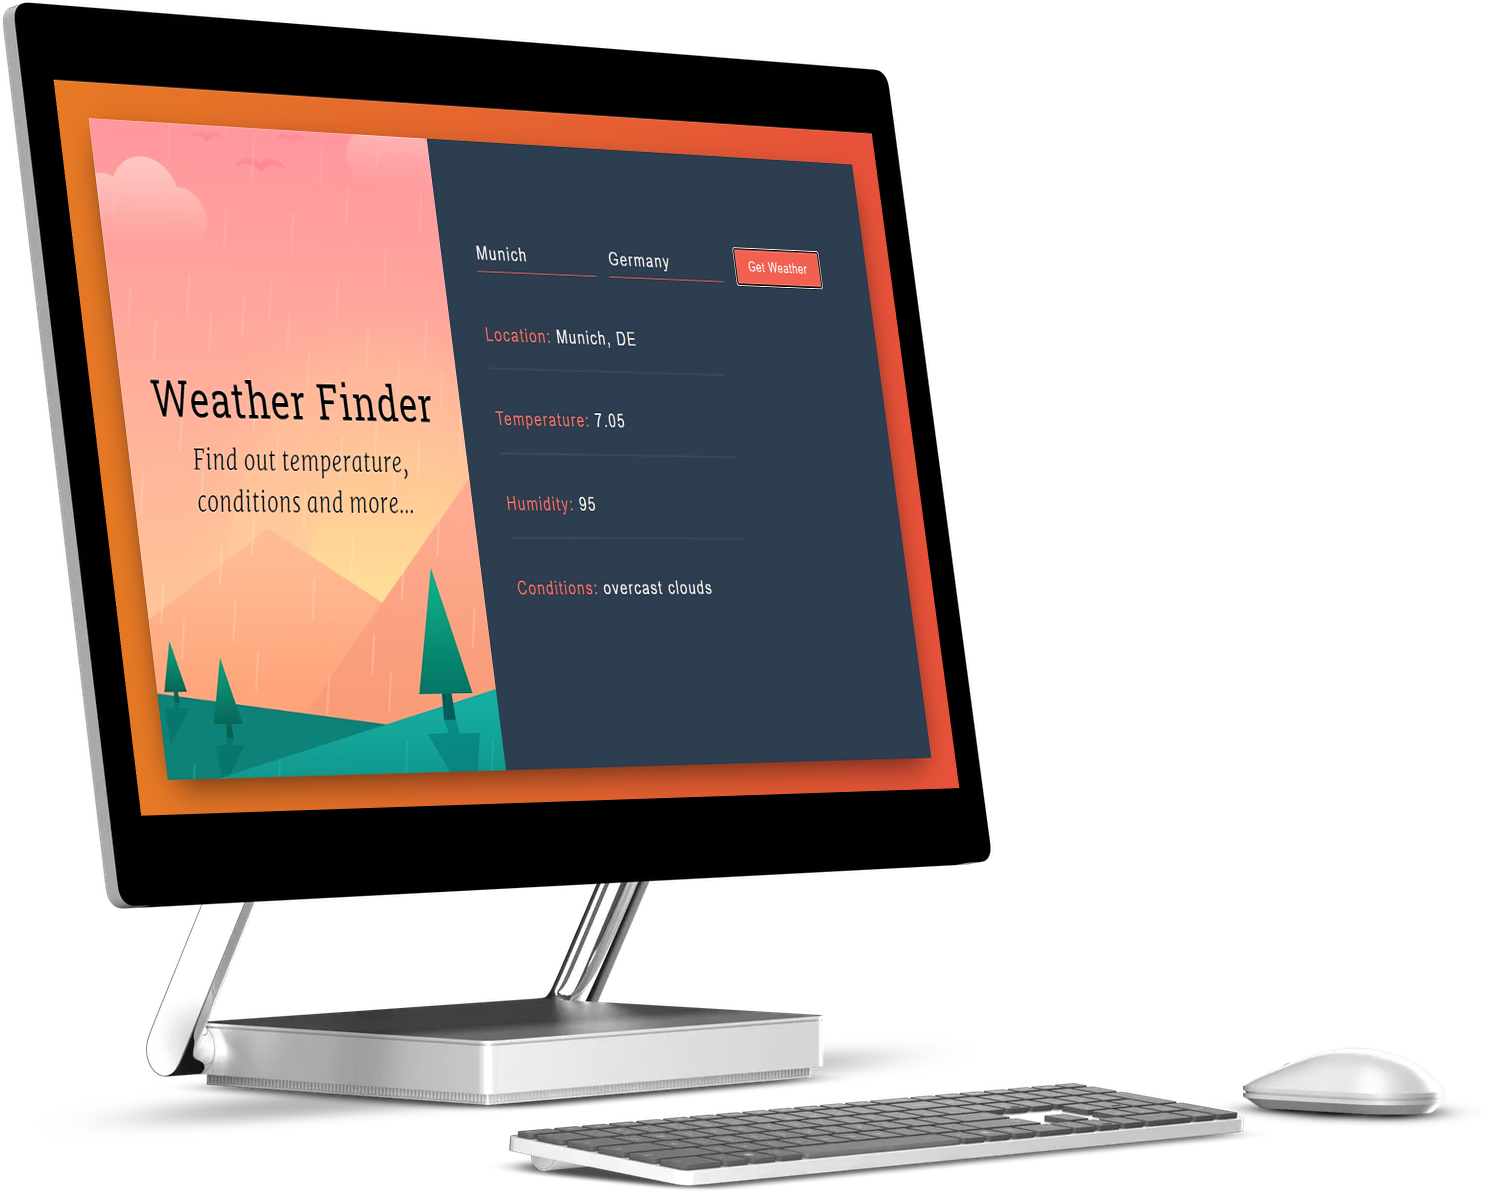 Weather Finder
Find out temperature,
conditions and more...
Munich
Germany
Get Weather
Location: Munich, DE
Temperature: 7.05
Humidity: 95
Conditions: overcast clouds